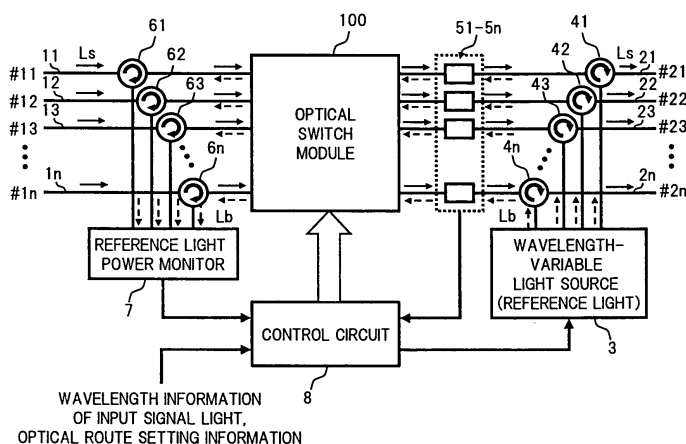 100
51-5n
41
61
62
63
42
43
11
Ls
Ls
21
#11
#21
12
22
#12
#22
13
23
#13
#23
OPTICAL
SWITCH
MODULE
6n
4n
1n
2n
#1n
#2n
Lb
Lb
REFERENCE LIGHT
POWER MONITOR
7
WAVELENGTH-
VARIABLE
LIGHT SOURCE
(REFERENCE LIGHT)
3
CONTROL CIRCUIT
8
WAVELENGTH INFORMATION
OF INPUT SIGNAL LIGHT,
OPTICAL ROUTE SETTING INFORMATION